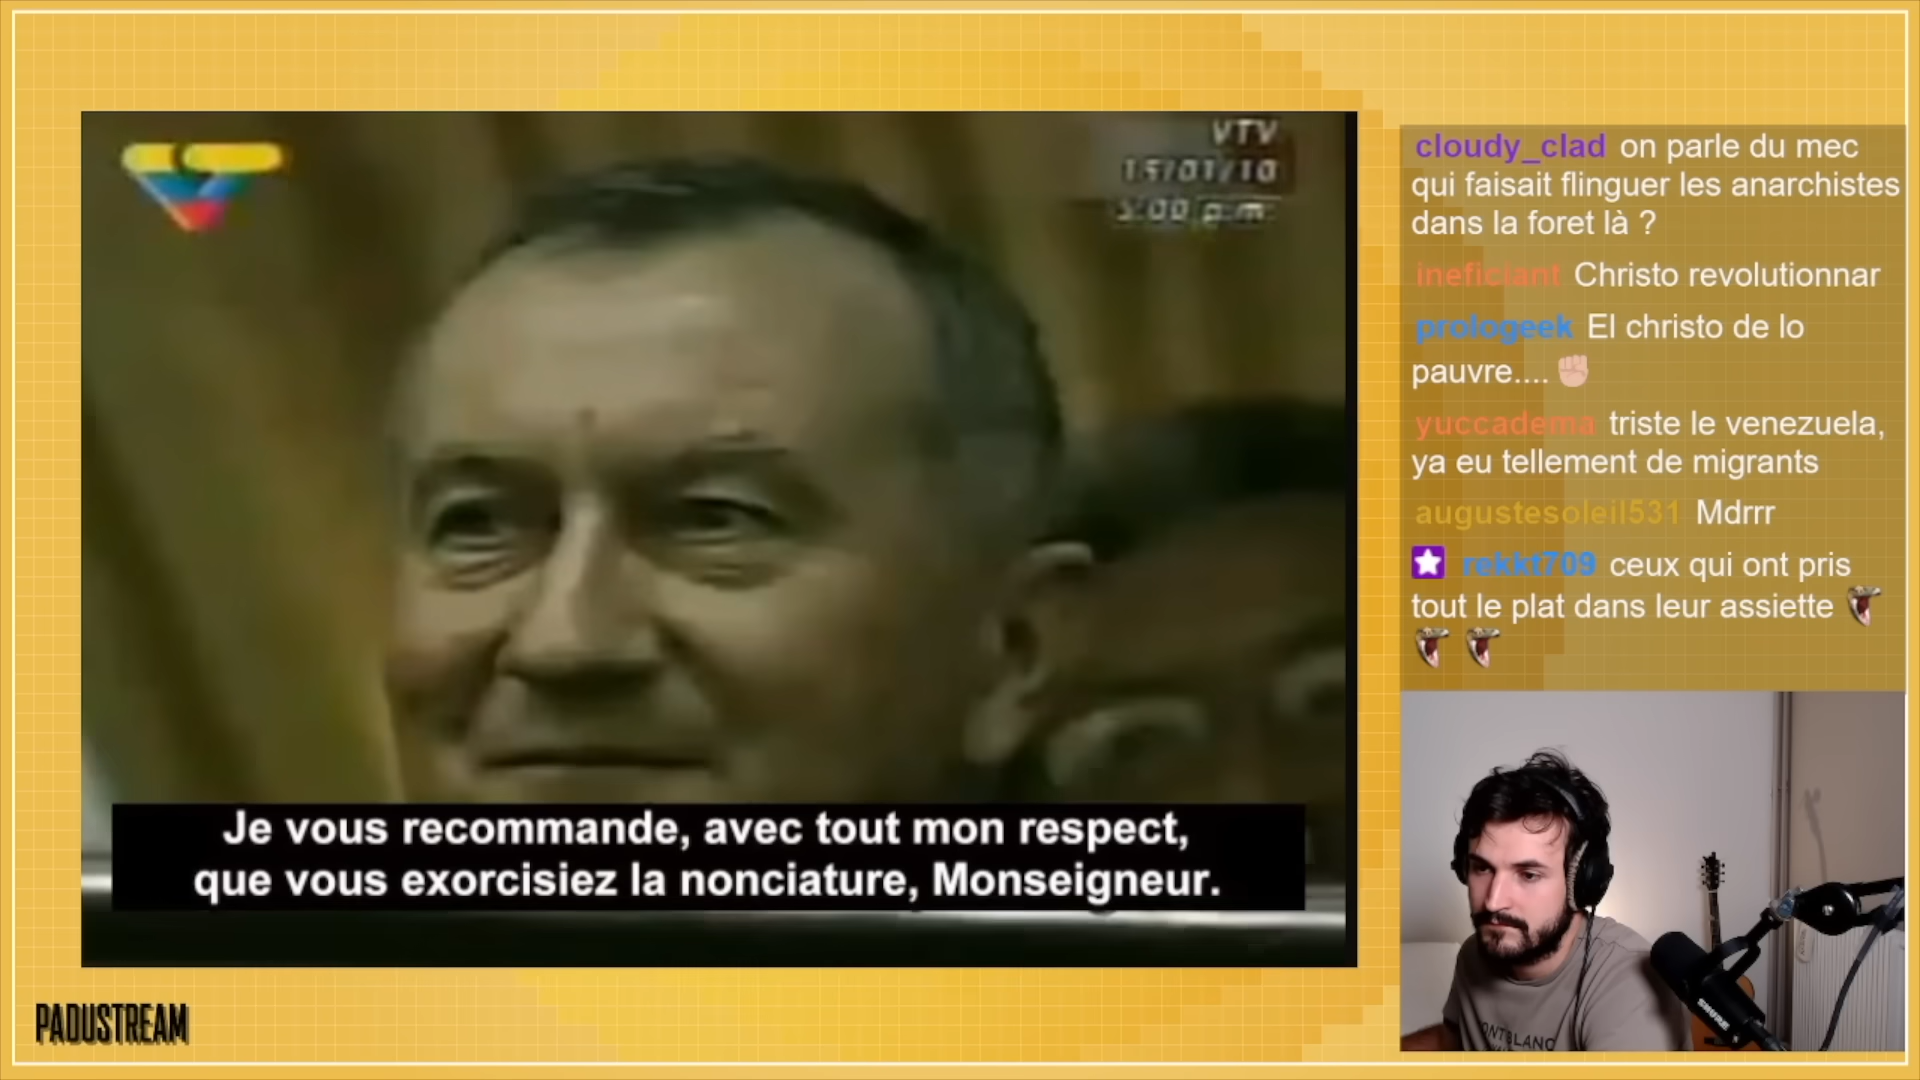 VTV
15/01/10
5:00 p.m.
Je vous recommande, avec tout mon respect,
que vous exorcisiez la nonciature, Monseigneur.
cloudy_clad on parle du mec
qui faisait flinguer les anarchistes
dans la foret là ?
ineficiant Christo revolutionnar
prologeek El christo de lo
pauvre....
yuccadema triste le venezuela,
ya eu tellement de migrants
augustesoleil531 Mdrrr
rekkt709 ceux qui ont pris
tout le plat dans leur assiette
SHURE
PADUSTREAM